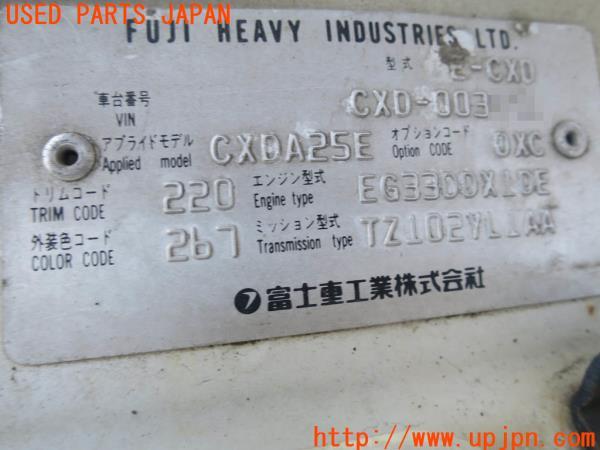 USED PARTS JAPAN
FUJI HEAVY INDUSTRIES LTD.
型式 E-CXD
車台番号 VIN CXD-003
アプライドモデル Applied model CXDA25E オプションコード Option CODE 0XC
トリムコード TRIM CODE 220 エンジン型式 Engine type EG33DDX1DE
外装色コード COLOR CODE 267 ミッション型式 Transmission type TZ102YL1AA
富士重工業株式会社
http://www.upjpn.com/